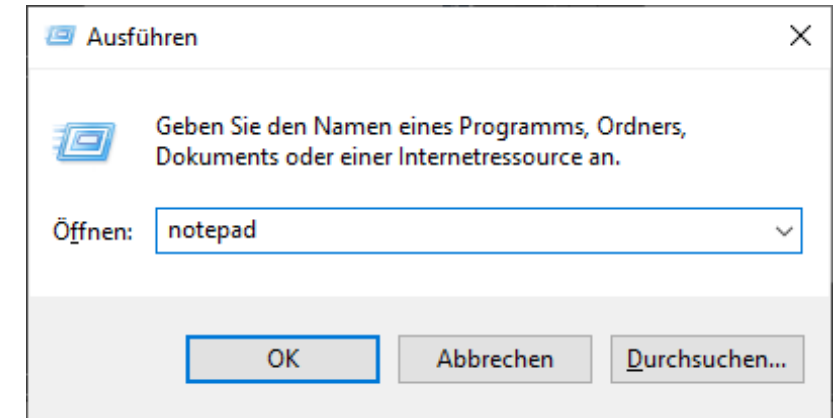 Ausführen
Geben Sie den Namen eines Programms, Ordners,
Dokuments oder einer Internetressource an.
Öffnen: notepad
OK Abbrechen Durchsuchen...